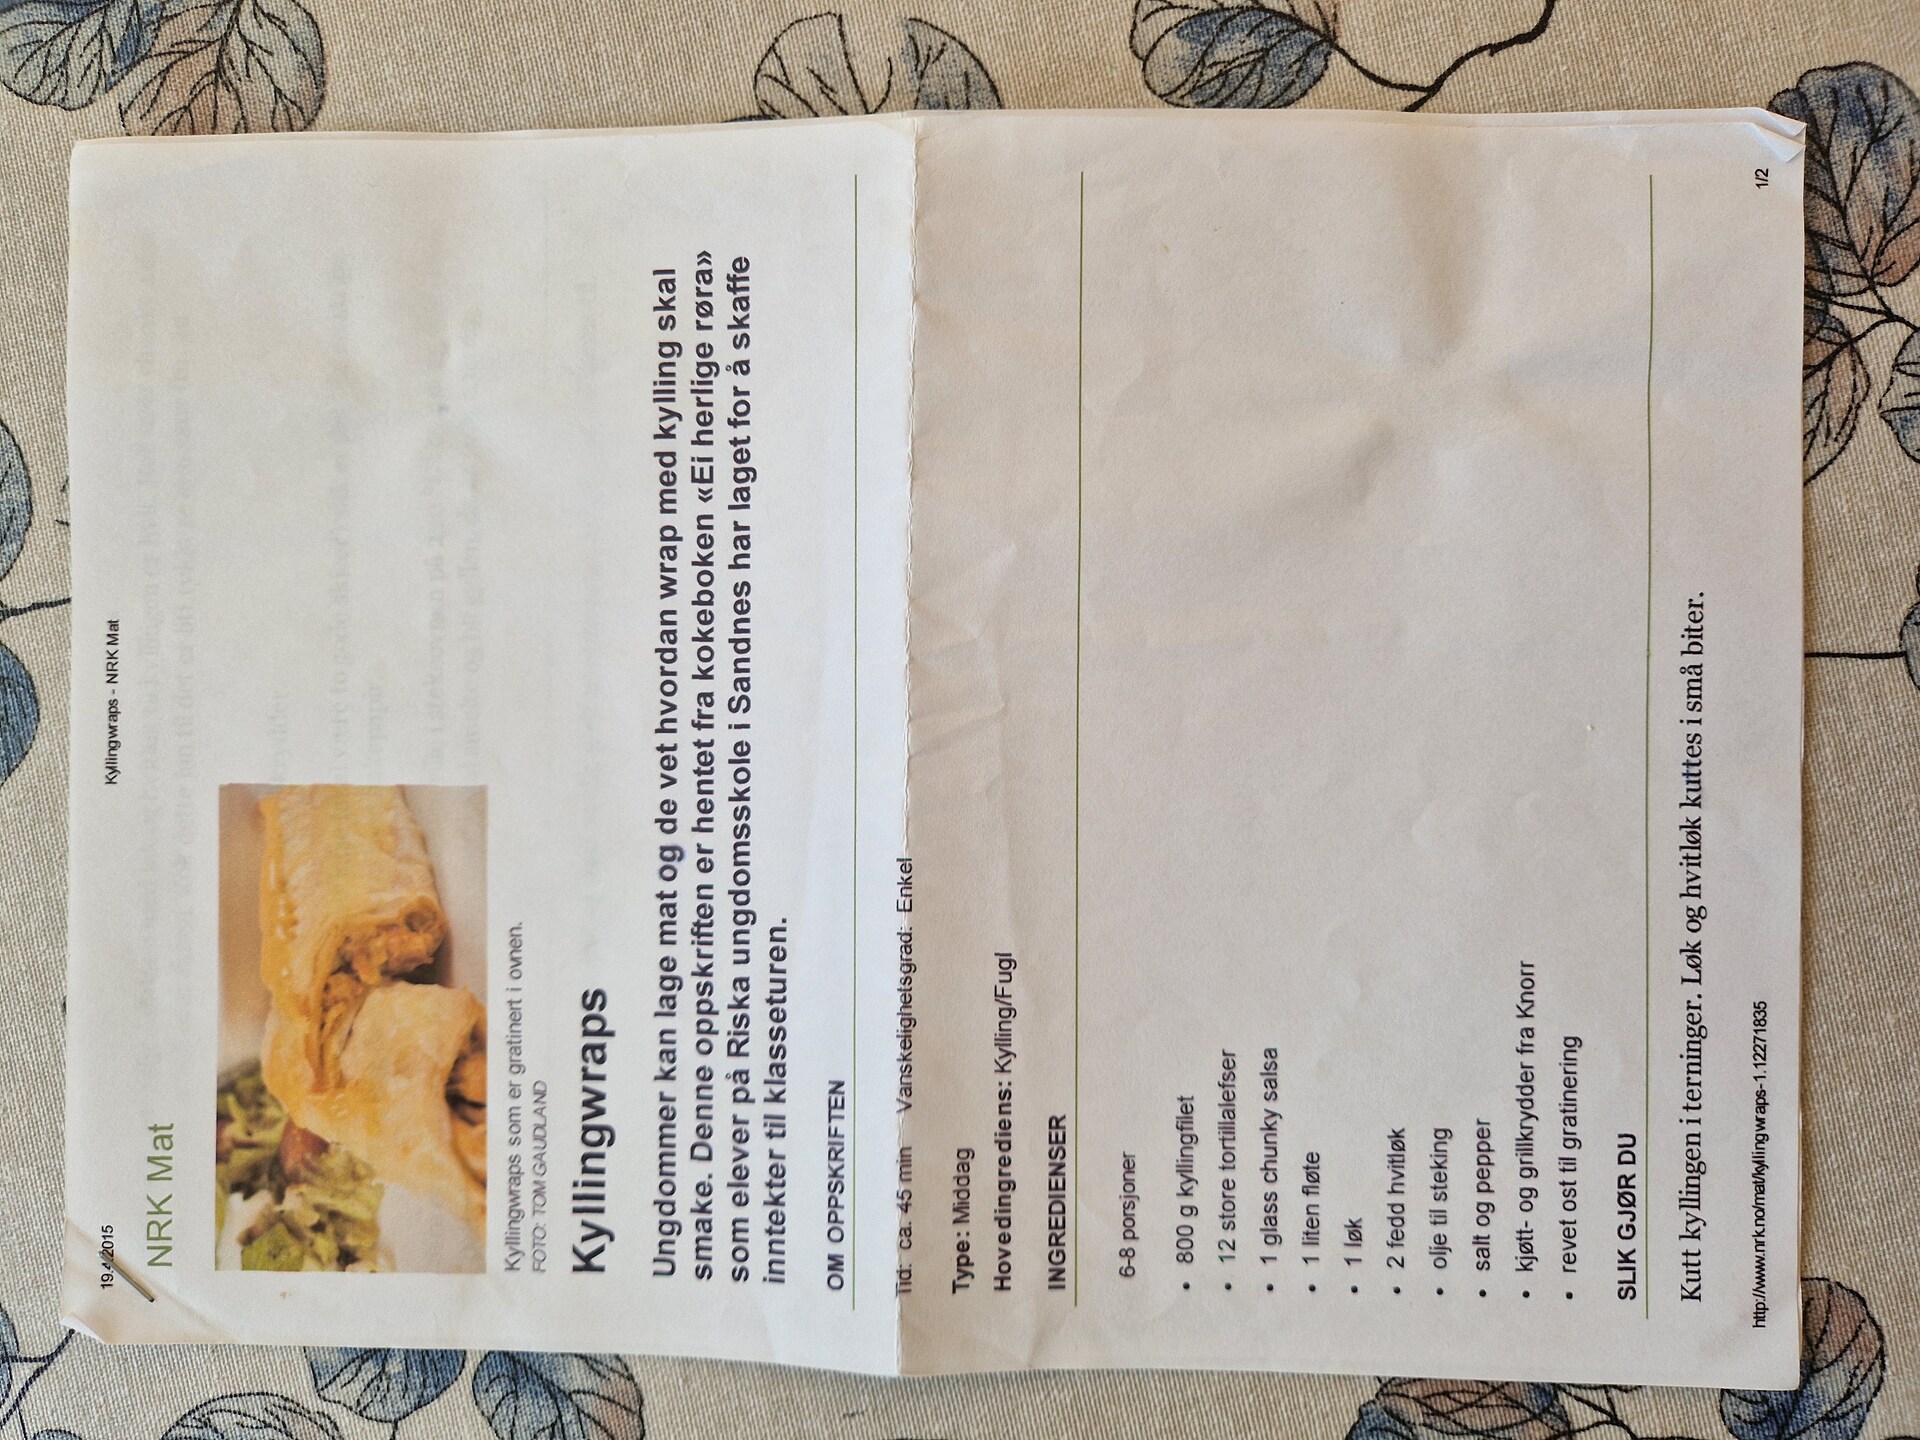 19.4.2015
Kyllingwraps - NRK Mat
NRK Mat
Kyllingwraps som er gratinert i ovnen.
FOTO: TOM GAUDLAND
Kyllingwraps
Ungdommer kan lage mat og de vet hvordan wrap med kylling skal
smake. Denne oppskriften er hentet fra kokeboken «Ei herlige røra»
som elever på Riska ungdomsskole i Sandnes har laget for å skaffe
inntekter til klasseturen.
OM OPPSKRIFTEN
Tid: ca. 45 min Vanskelighetsgrad: Enkel
Type: Middag
Hovedingrediens: Kylling/Fugl
INGREDIENSER
6-8 porsjoner
• 800 g kyllingfilet
• 12 store tortillalefser
• 1 glass chunky salsa
• 1 liten fløte
• 1 løk
• 2 fedd hvitløk
• olje til steking
• salt og pepper
• kjøtt- og grillkrydder fra Knorr
• revet ost til gratinering
SLIK GJØR DU
Kutt kyllingen i terninger. Løk og hvitløk kuttes i små biter.
http://www.nrk.no/mat/kyllingwraps-1.12271835
1/2